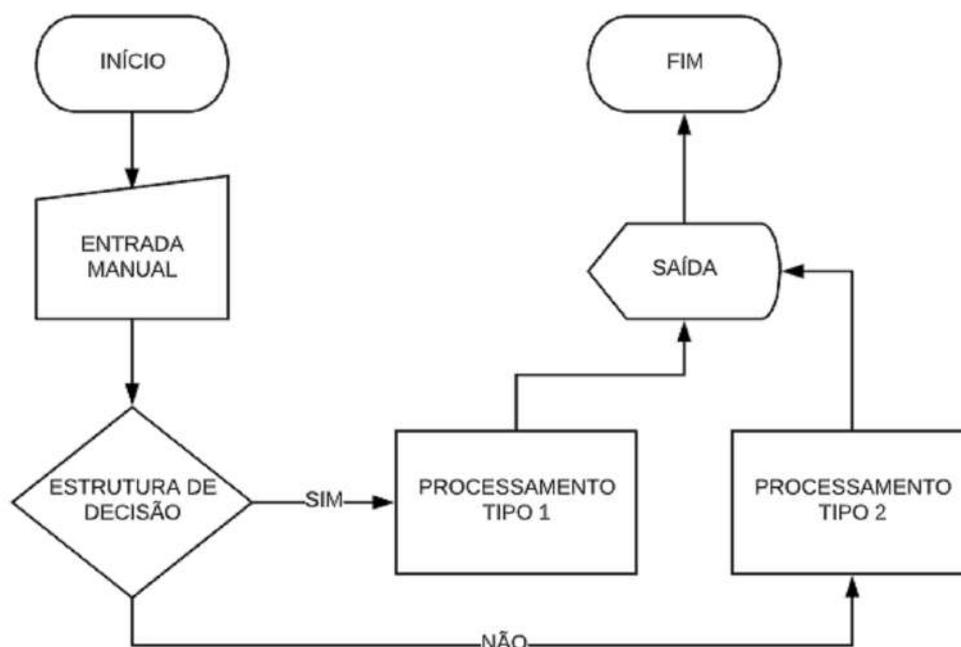 INÍCIO
FIM
ENTRADA
MANUAL
SAÍDA
ESTRUTURA DE
DECISÃO
SIM
PROCESSAMENTO
TIPO 1
PROCESSAMENTO
TIPO 2
NÃO